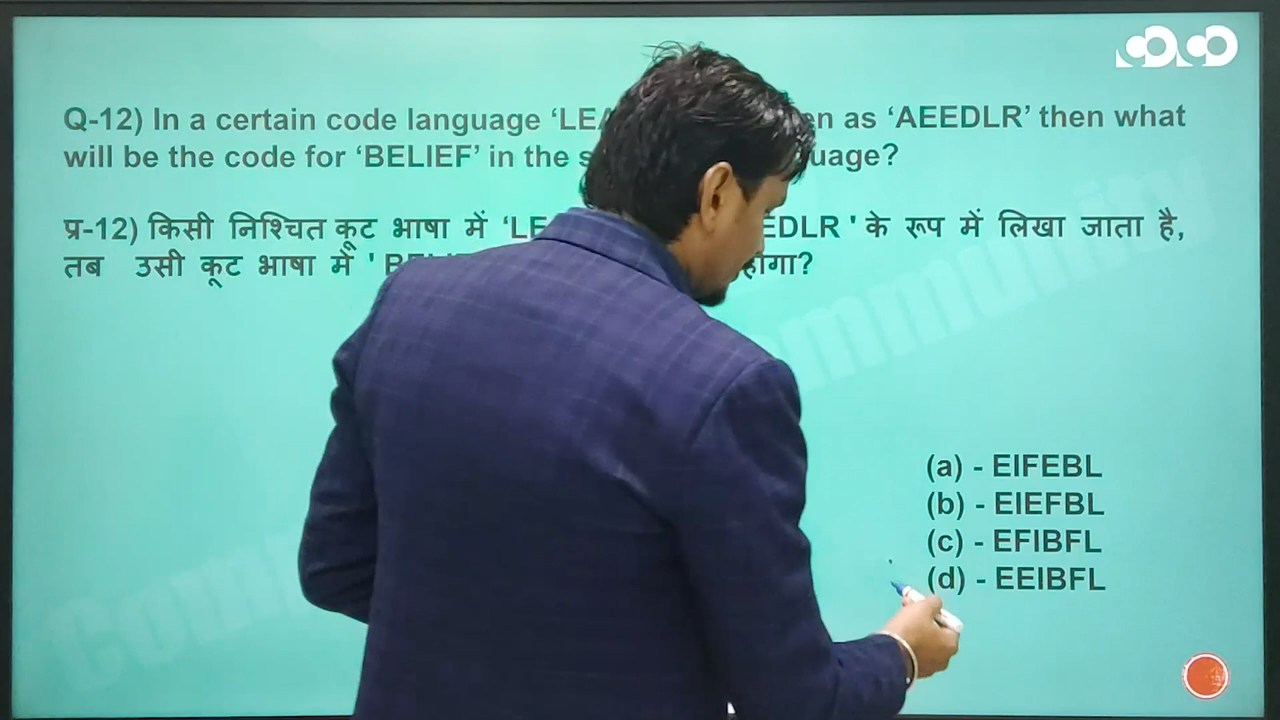 Q-12) In a certain code language ‘LEA en as ‘AEEDLR’ then what
will be the code for ‘BELIEF’ in the s uage?
प्र-12) किसी निश्चित कूट भाषा में ‘LE EDLR ' के रूप में लिखा जाता है,
तब उसी कूट भाषा में ' होगा?
(a) - EIFEBL
(b) - EIEFBL
(c) - EFIBFL
(d) - EEIBFL